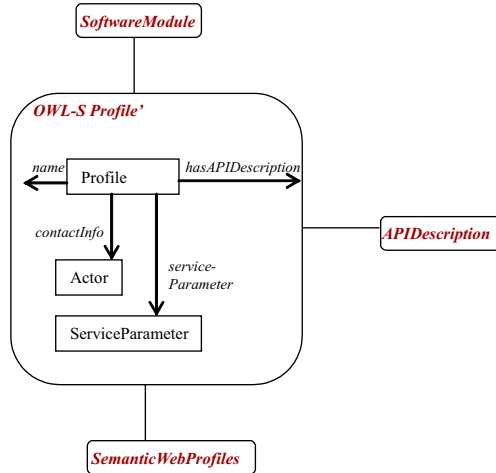 SoftwareModule
OWL-S Profile’
name
hasAPIDescription
Profile
contactInfo
APIDescription
service-
Parameter
Actor
ServiceParameter
SemanticWebProfiles